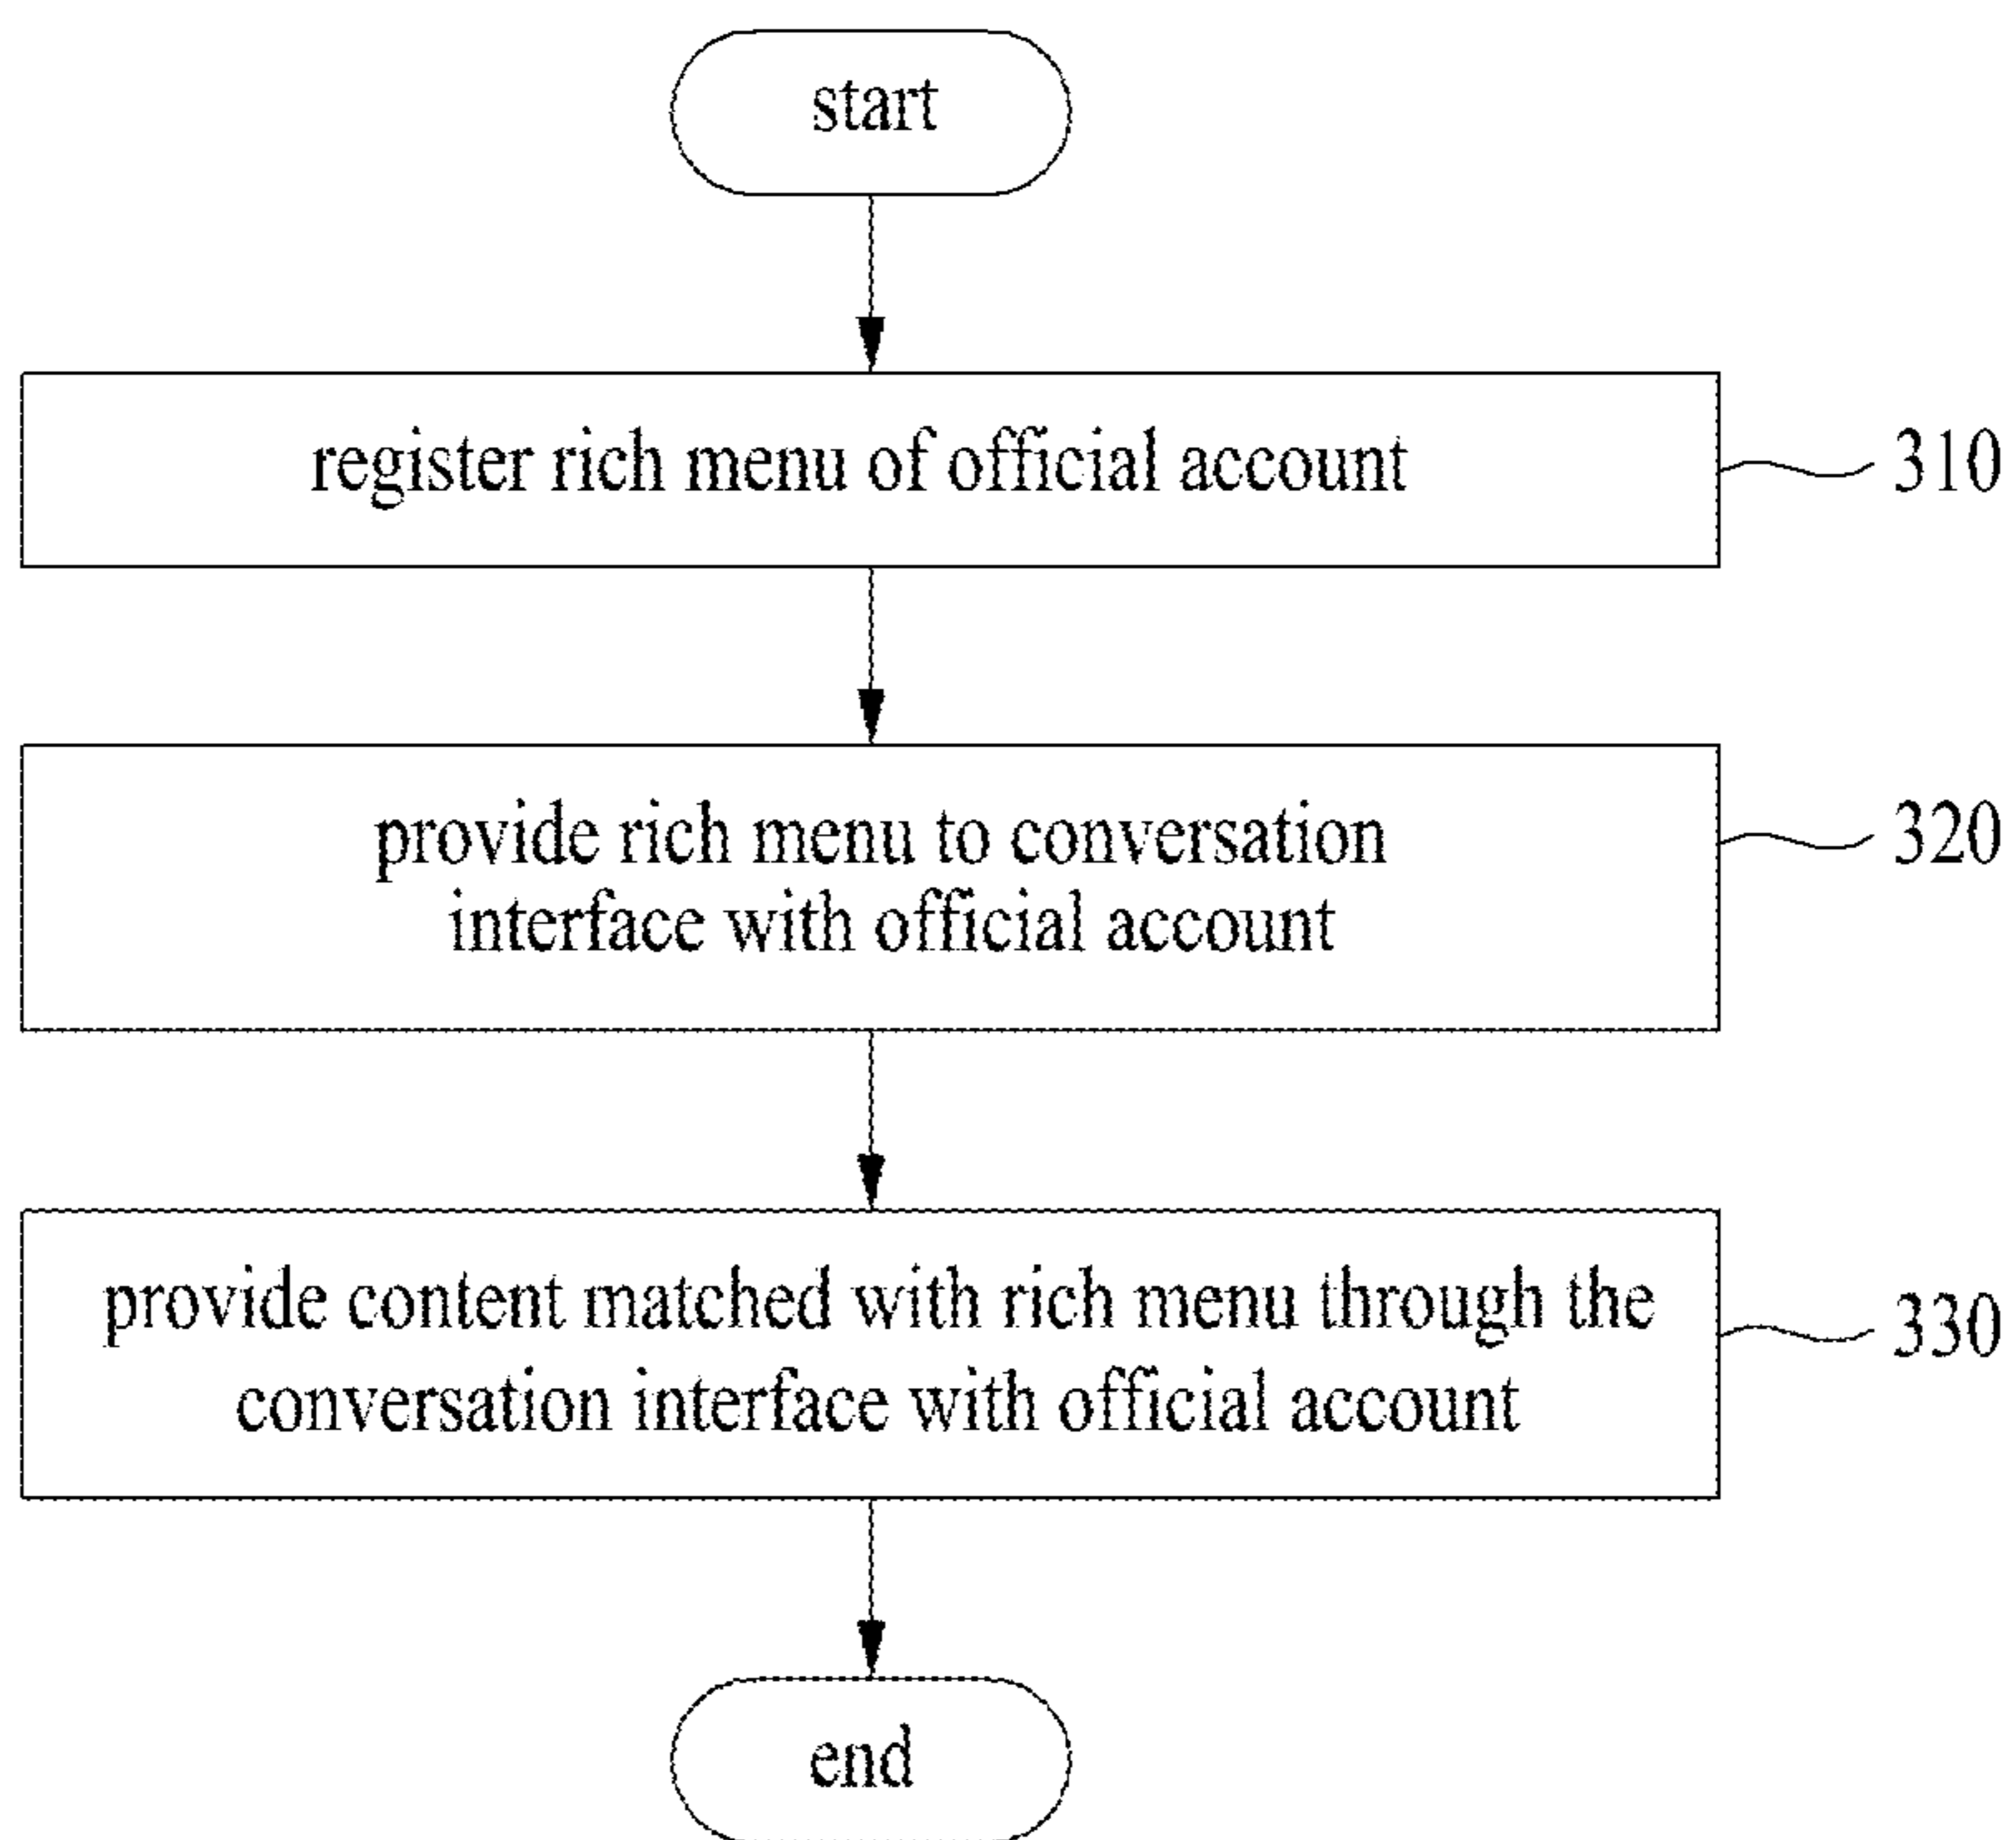 start
register rich menu of official account
310
provide rich menu to conversation
interface with official account
320
provide content matched with rich menu through the
conversation interface with official account
330
end